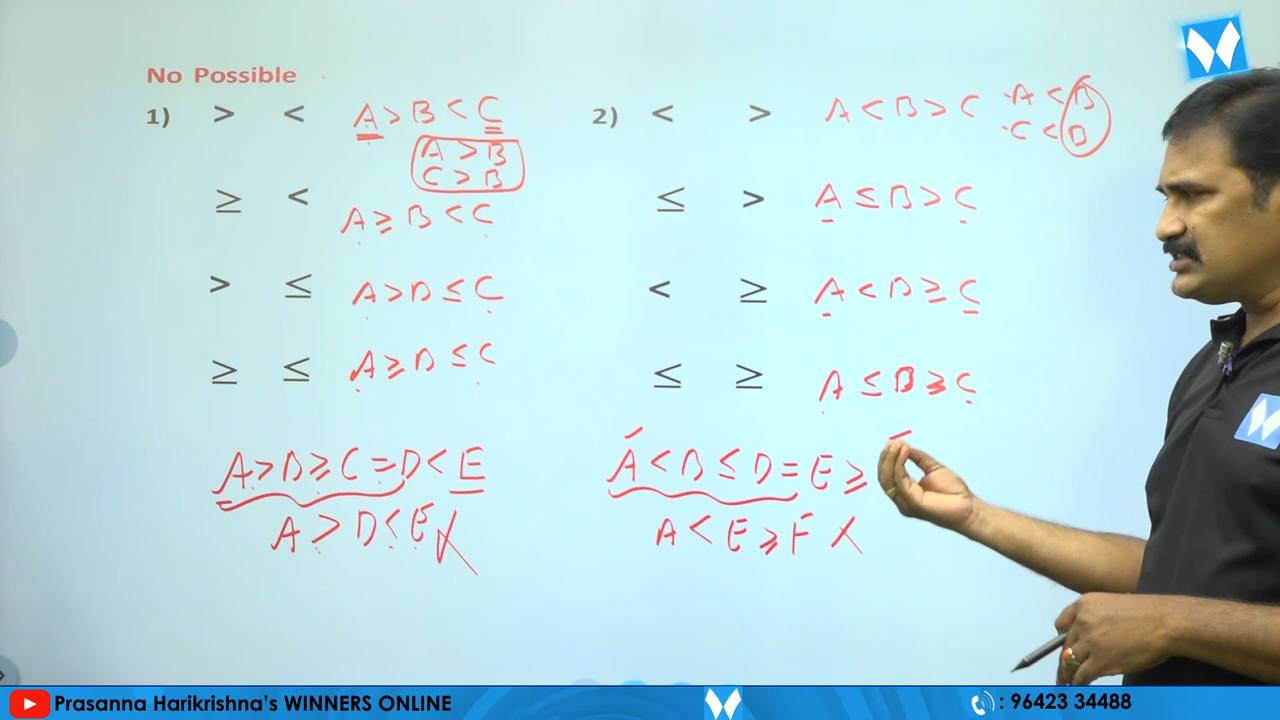 No Possible
1) > < A > B < C
A > B
C > B
≥ < A ≥ B < C
> ≤ A > B ≤ C
≥ ≤ A ≥ B ≤ C
A > B ≥ C = D < E
A > D < E X
2) < > A < B > C
A < B
C < B
≤ > A ≤ B > C
< ≥ A < B ≥ C
≤ ≥ A ≤ B ≥ C
A < B ≤ D = E ≥
A < E ≥ F X
Prasanna Harikrishna's WINNERS ONLINE
: 96423 34488